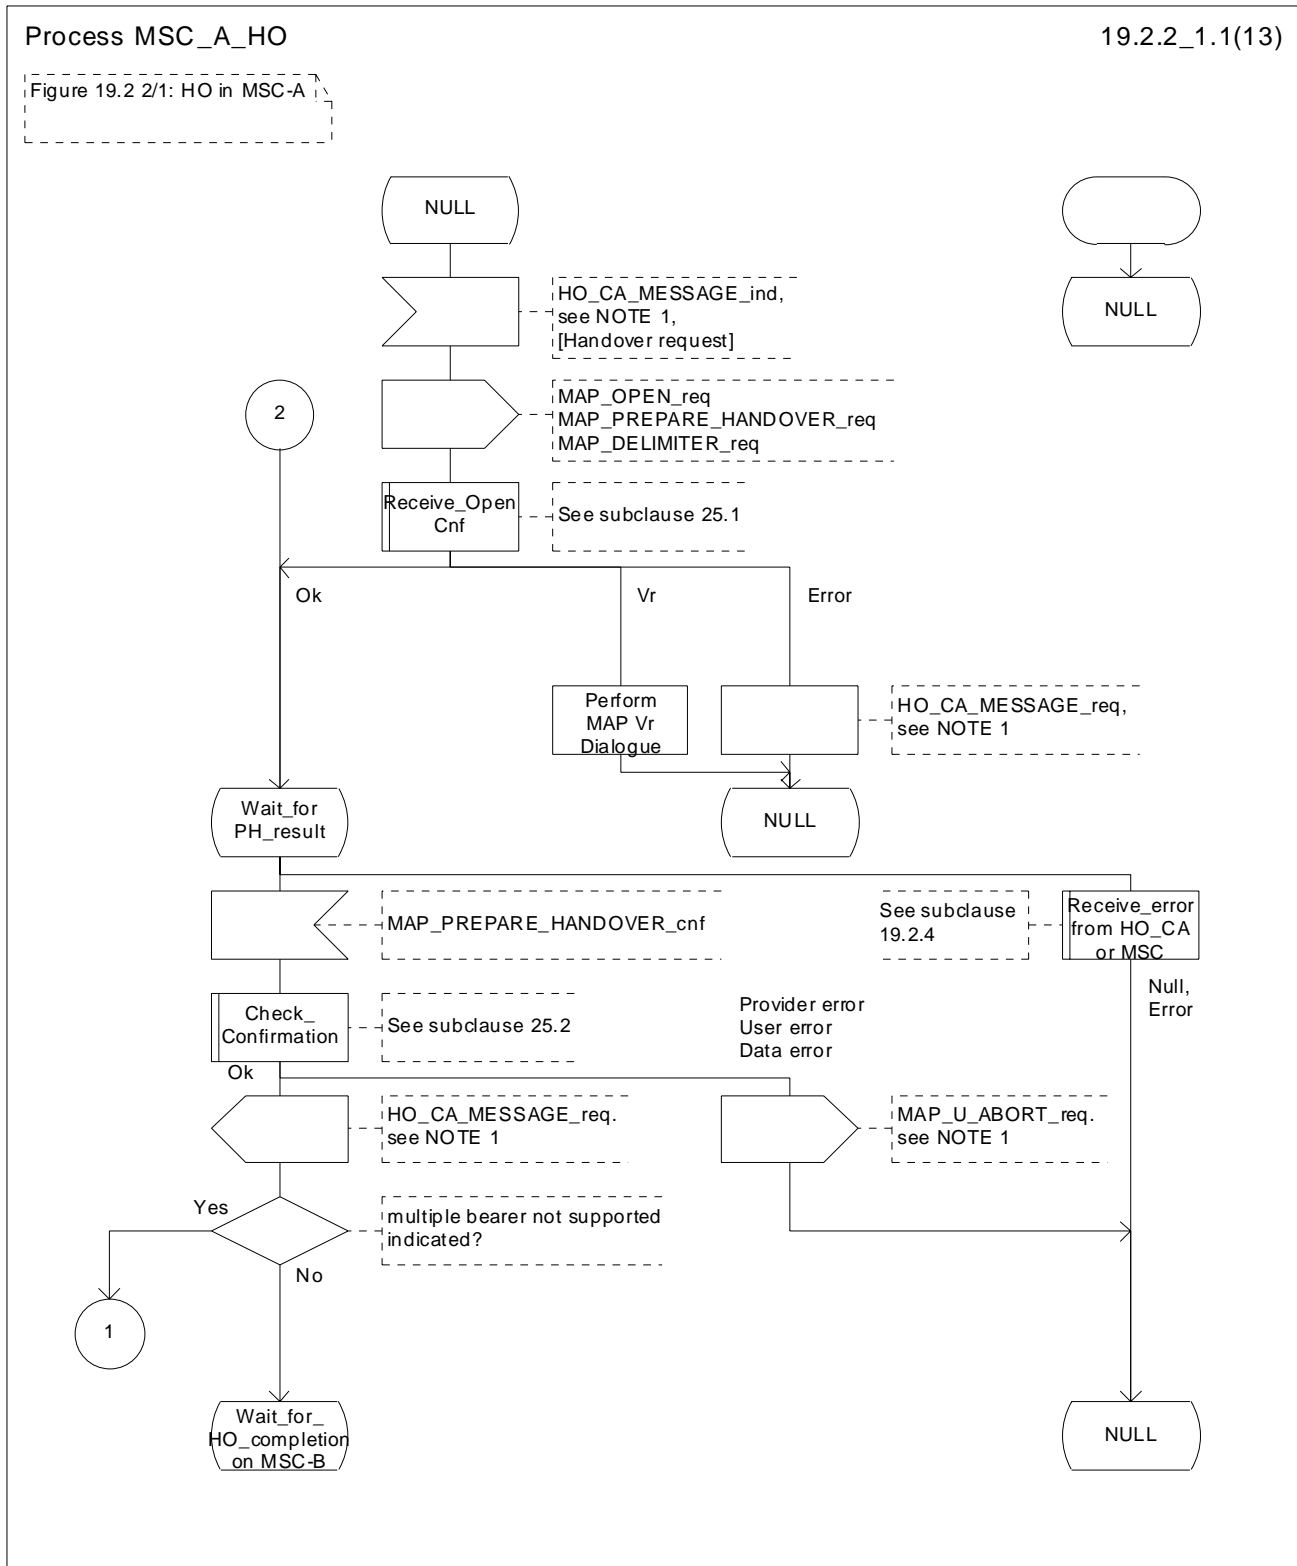 Process MSC_A_HO
19.2.2_1.1(13)
Figure 19.2 2/1: HO in MSC-A
NULL
NULL
HO_CA_MESSAGE_ind,
see NOTE 1,
[Handover request]
2
MAP_OPEN_req
MAP_PREPARE_HANDOVER_req
MAP_DELIMITER_req
Receive_Open
Cnf
See subclause 25.1
Ok
Vr
Error
Perform
MAP Vr
Dialogue
HO_CA_MESSAGE_req,
see NOTE 1
Wait_for
PH_result
NULL
MAP_PREPARE_HANDOVER_cnf
See subclause
19.2.4
Receive_error
from HO_CA
or MSC
Null,
Error
Check_
Confirmation
See subclause 25.2
Provider error
User error
Data error
Ok
HO_CA_MESSAGE_req.
see NOTE 1
MAP_U_ABORT_req.
see NOTE 1
Yes
multiple bearer not supported
indicated?
No
1
Wait_for_
HO_completion
on MSC-B
NULL